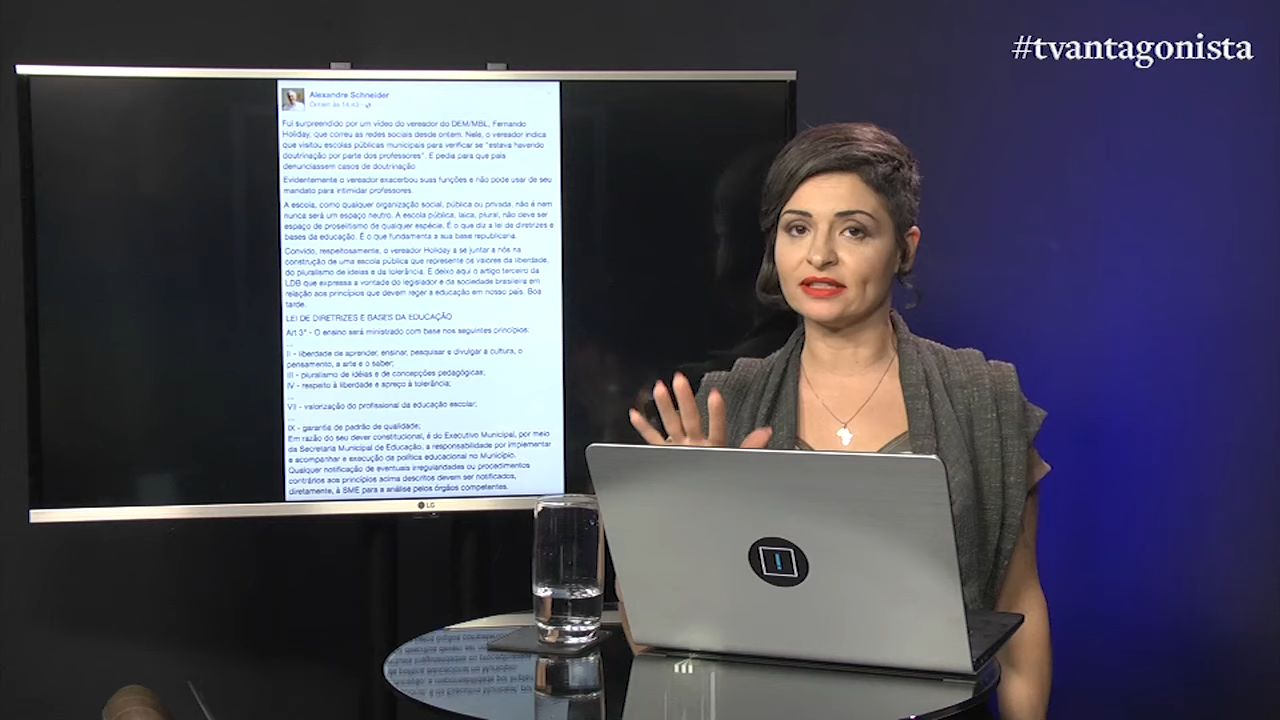 #tvantagonista
Alexandre Schneider
Ontem às 14:43
Fui surpreendido por um vídeo do vereador do DEM/MBL, Fernando
Holiday, que correu as redes sociais desde ontem. Nele, o vereador indica
que visitou escolas públicas municipais para verificar se "estava havendo
doutrinação por parte dos professores". E pedia para que pais
denunciassem casos de doutrinação
Evidentemente o vereador exacerbou suas funções e não pode usar de seu
mandato para intimidar professores.
A escola, como qualquer organização social, pública ou privada, não é nem
nunca será um espaço neutro. A escola pública, laica, plural, não deve ser
espaço de proselitismo de qualquer espécie. É o que diz a lei de diretrizes e
bases da educação. É o que fundamenta a sua base republicana.
Convido, respeitosamente, o vereador Holiday a se juntar a nós na
construção de uma escola pública que represente os valores da liberdade,
do pluralismo de ideias e da tolerância. E deixo aqui o artigo terceiro da
LDB que expressa a vontade do legislador e da sociedade brasileira em
relação aos princípios que devem reger a educação em nosso país. Boa
tarde.
LEI DE DIRETRIZES E BASES DA EDUCAÇÃO
Art 3° - O ensino será ministrado com base nos seguintes princípios:
...
II - liberdade de aprender, ensinar, pesquisar e divulgar a cultura, o
pensamento, a arte e o saber;
III - pluralismo de idéias e de concepções pedagógicas;
IV - respeito à liberdade e apreço à tolerância;
...
VII - valorização do profissional da educação escolar;
...
IX - garantia de padrão de qualidade;
Em razão do seu dever constitucional, é do Executivo Municipal, por meio
da Secretaria Municipal de Educação, a responsabilidade por implementar
e acompanhar a execução da política educacional no Município.
Qualquer notificação de eventuais irregularidades ou procedimentos
contrários aos princípios acima descritos devem ser notificados,
diretamente, à SME para a análise pelos órgãos competentes.
LG